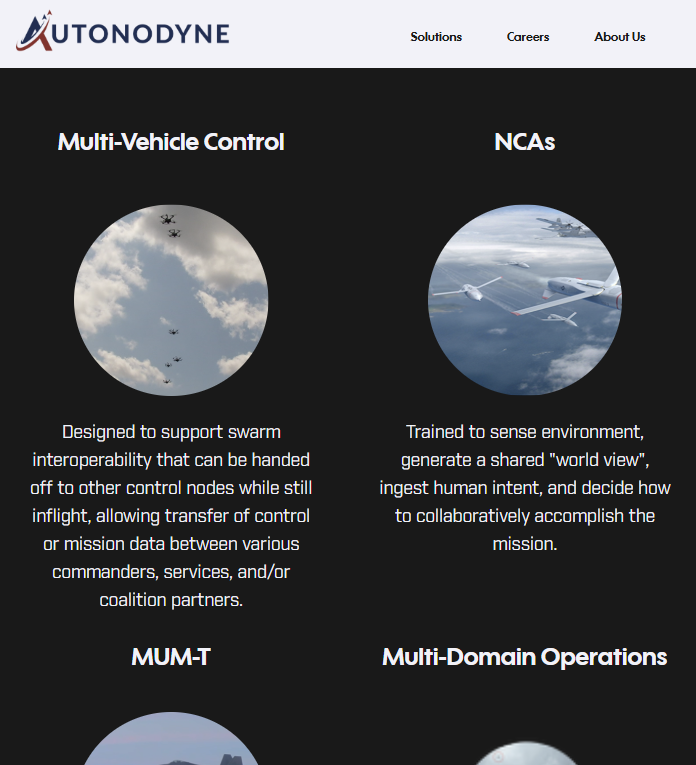 AUTONODYNE
Solutions Careers About Us
Multi-Vehicle Control
Designed to support swarm
interoperability that can be handed
off to other control nodes while still
inflight, allowing transfer of control
or mission data between various
commanders, services, and/or
coalition partners.
NCAs
Trained to sense environment,
generate a shared "world view",
ingest human intent, and decide how
to collaboratively accomplish the
mission.
MUM-T
Multi-Domain Operations